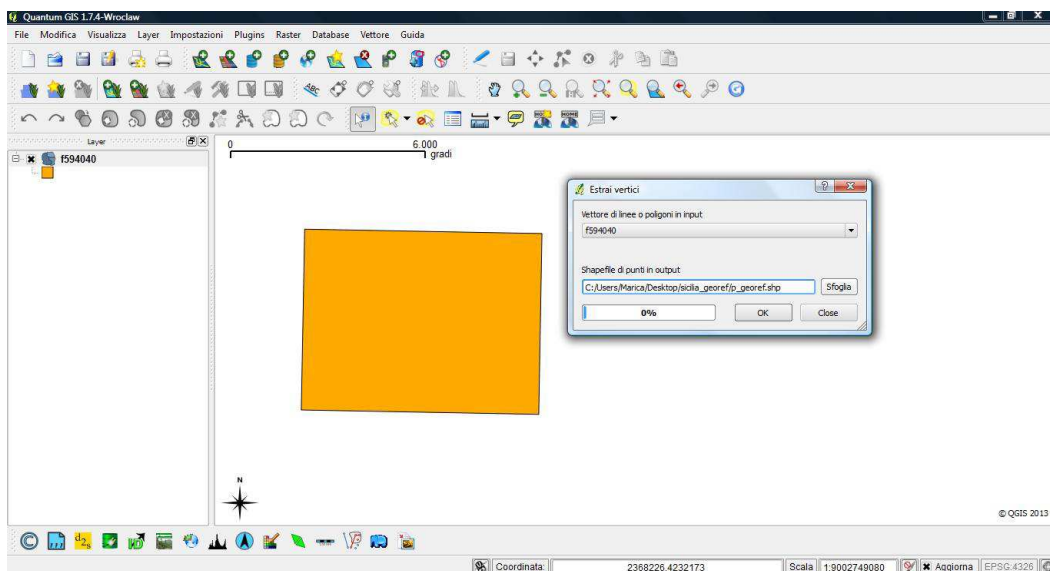 Quantum GIS 1.7.4-Wroclaw
File Modifica Visualizza Layer Impostazioni Plugins Raster Database Vettore Guida
ABC
Layer
f594040
0 6.000
gradi
Estrai vertici
Vettore di linee o poligoni in input
f594040
Shapefile di punti in output
C:/Users/Marica/Desktop/sicilia_georef/p_georef.shp Sfoglia
0% OK Close
N
© QGIS 2013
Coordinata: 2368226.4232173 Scala 1:9002749080 Aggiorna EPSG:4326